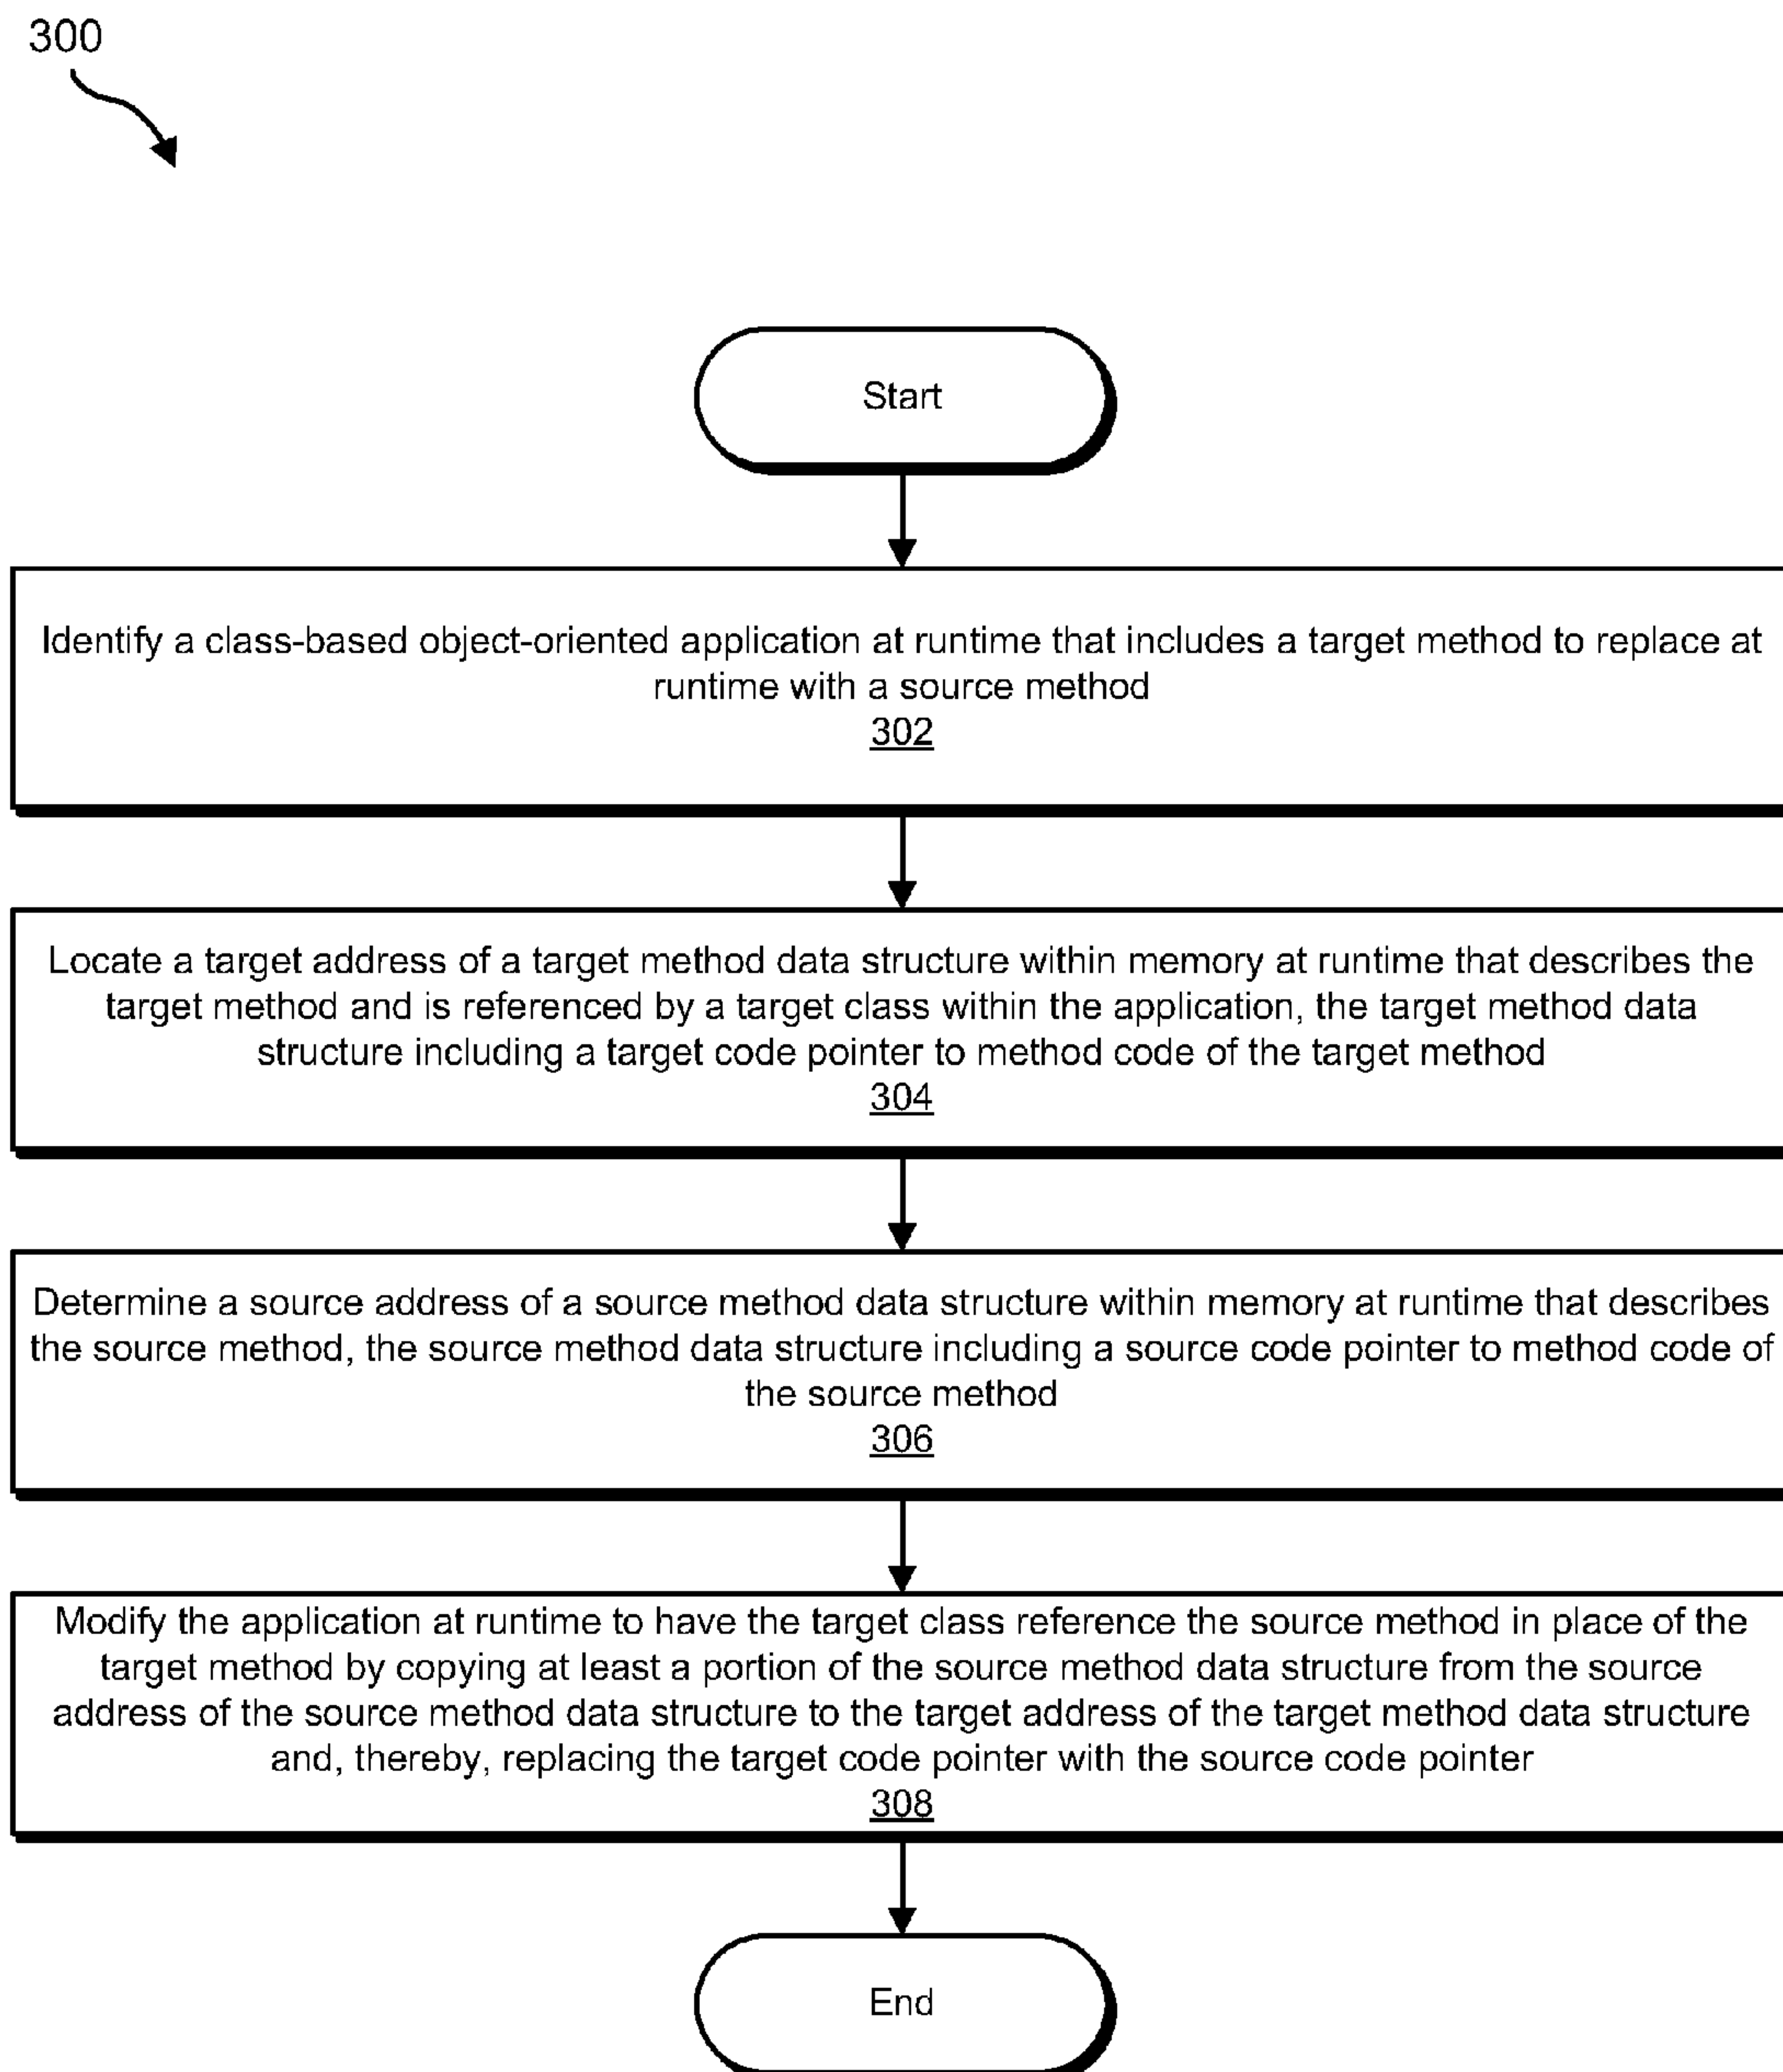 300
Start
Identify a class-based object-oriented application at runtime that includes a target method to replace at
runtime with a source method
302
Locate a target address of a target method data structure within memory at runtime that describes the
target method and is referenced by a target class within the application, the target method data
structure including a target code pointer to method code of the target method
304
Determine a source address of a source method data structure within memory at runtime that describes
the source method, the source method data structure including a source code pointer to method code of
the source method
306
Modify the application at runtime to have the target class reference the source method in place of the
target method by copying at least a portion of the source method data structure from the source
address of the source method data structure to the target address of the target method data structure
and, thereby, replacing the target code pointer with the source code pointer
308
End